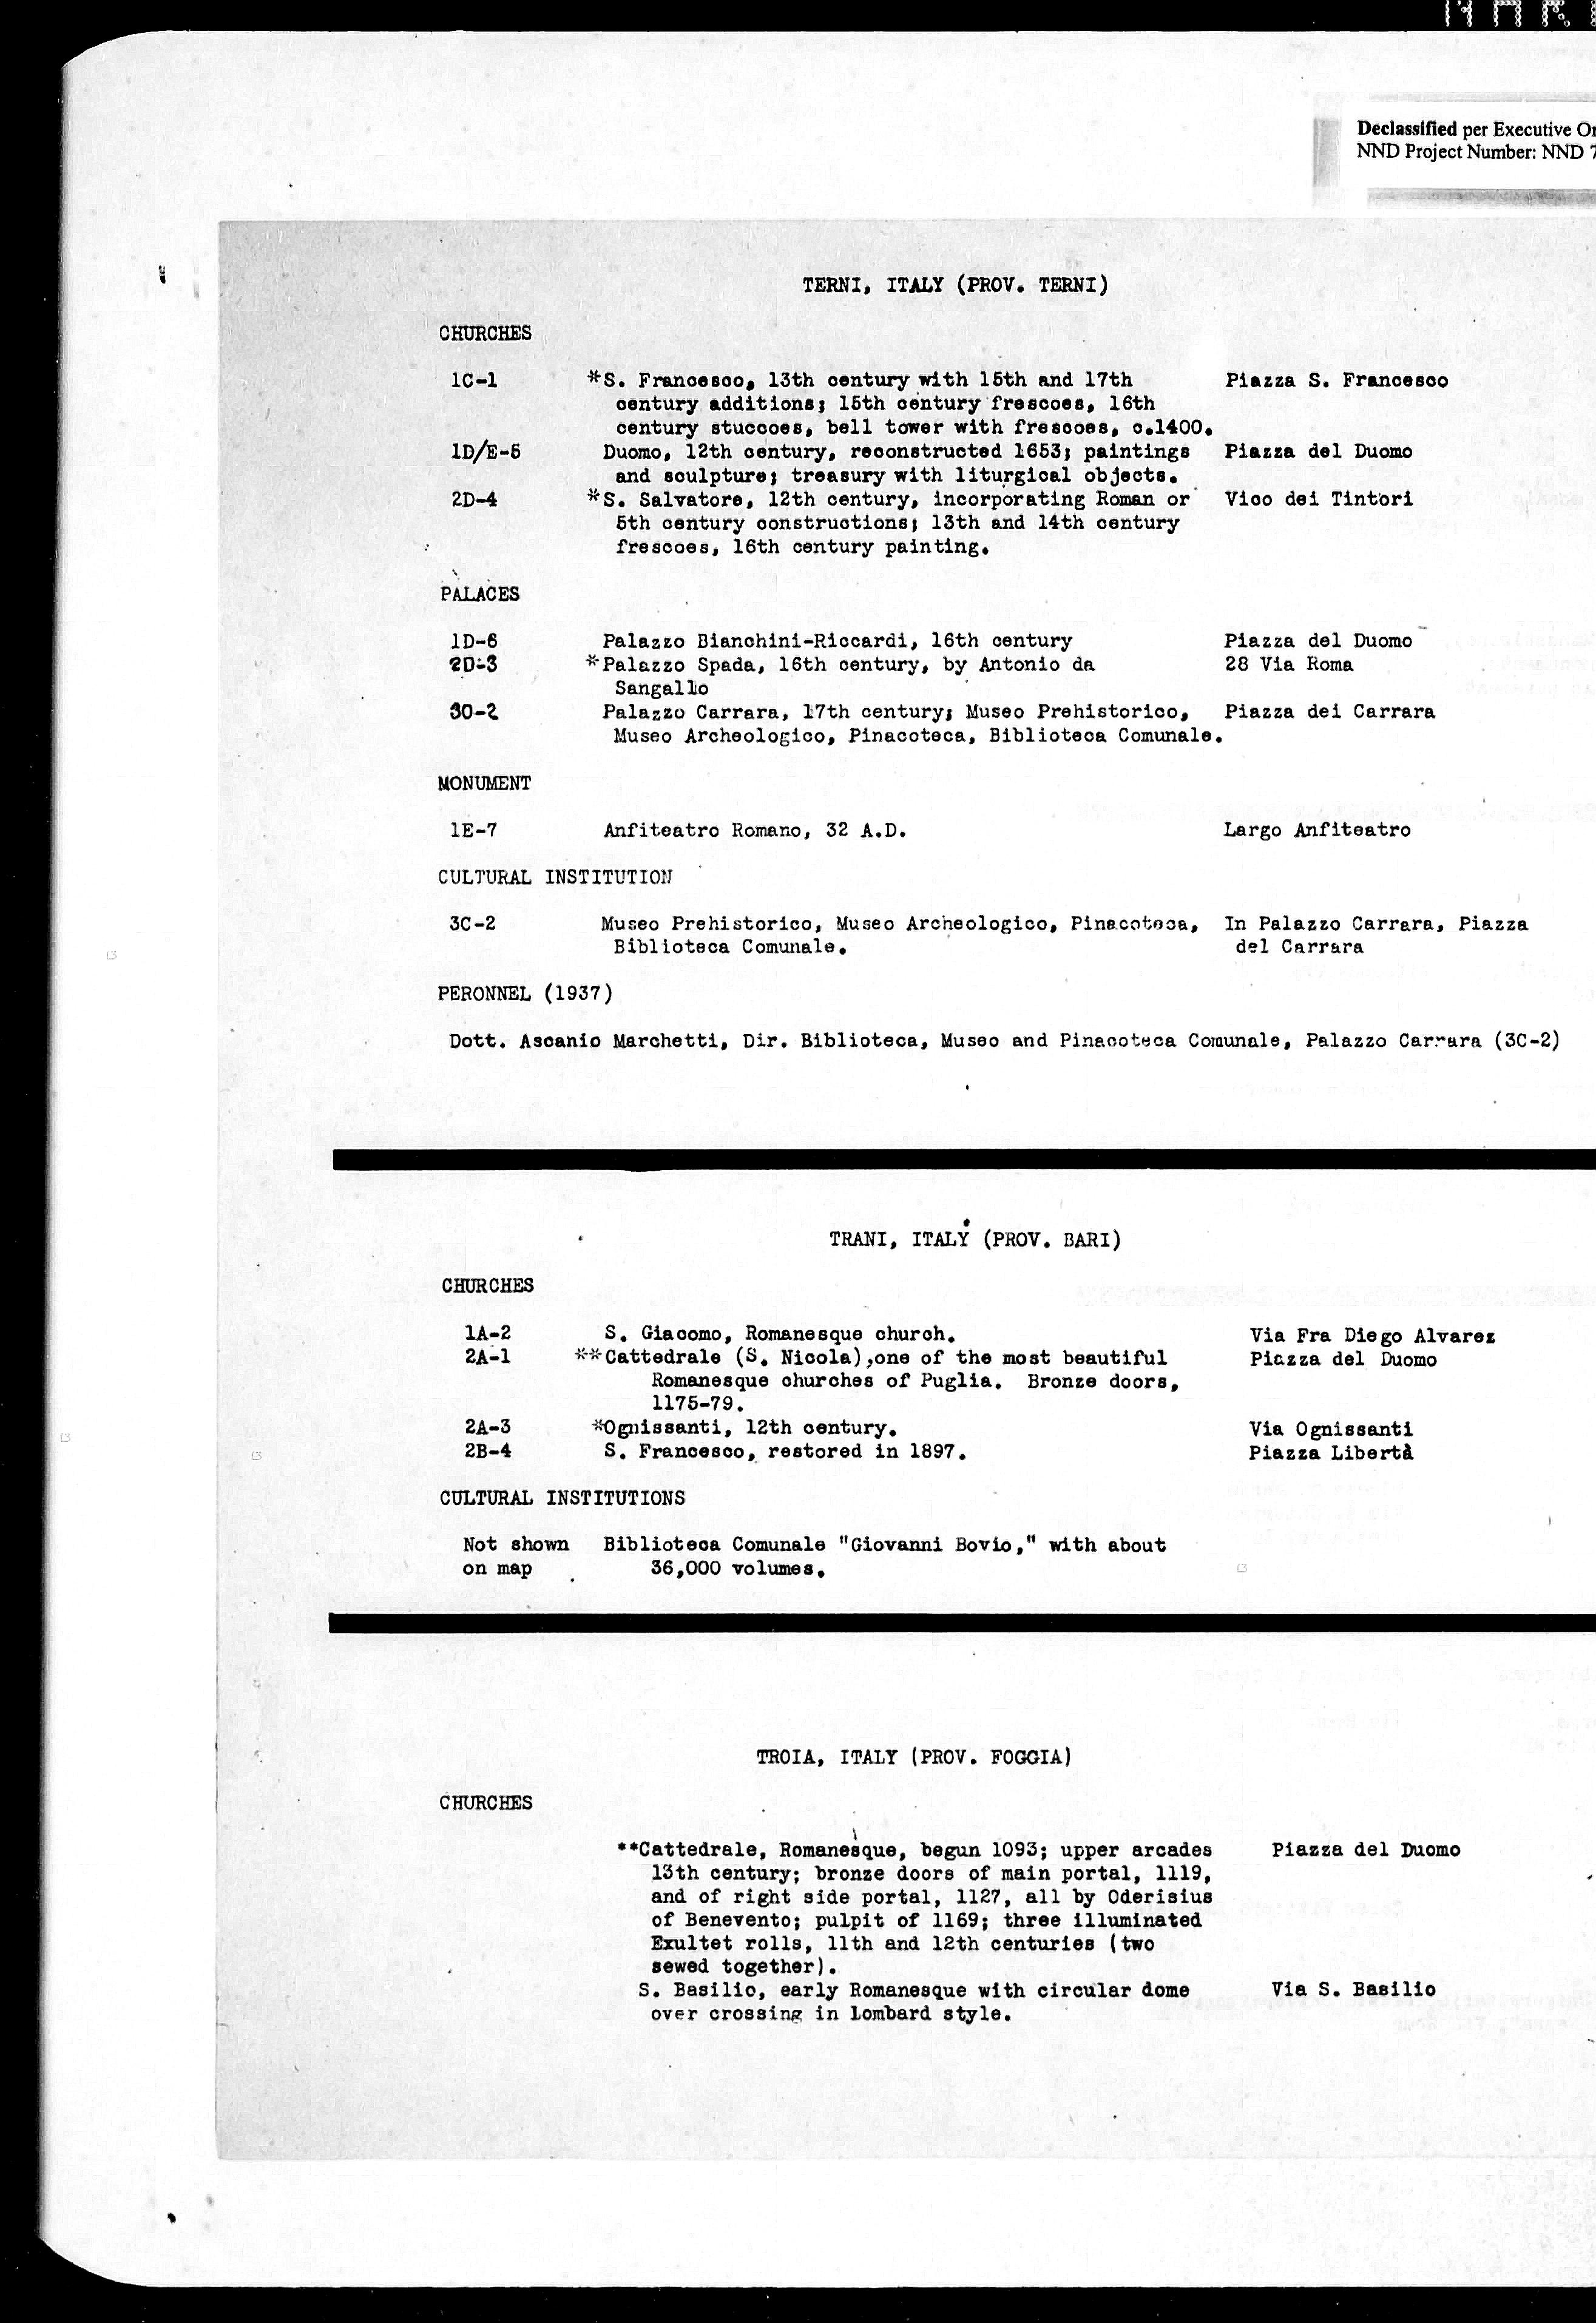 Declassified per Executive Or
NND Project Number: NND 7
TERNI, ITALY (PROV. TERNI)
CHURCHES
1C-1 *S. Francesco, 13th century with 15th and 17th Piazza S. Francesco
century additions; 15th century frescoes, 16th
century stuccoes, bell tower with frescoes, c.1400.
1D/E-5 Duomo, 12th century, reconstructed 1653; paintings Piazza del Duomo
and sculpture; treasury with liturgical objects.
2D-4 *S. Salvatore, 12th century, incorporating Roman or Vico dei Tintori
5th century constructions; 13th and 14th century
frescoes, 16th century painting.
PALACES
1D-6 Palazzo Bianchini-Riccardi, 16th century Piazza del Duomo
2D-3 *Palazzo Spada, 16th century, by Antonio da 28 Via Roma
Sangallo
30-2 Palazzo Carrara, 17th century; Museo Prehistorico, Piazza dei Carrara
Museo Archeologico, Pinacoteca, Biblioteca Comunale.
MONUMENT
1E-7 Anfiteatro Romano, 32 A.D. Largo Anfiteatro
CULTURAL INSTITUTION
3C-2 Museo Prehistorico, Museo Archeologico, Pinacoteca, In Palazzo Carrara, Piazza
Biblioteca Comunale. del Carrara
PERONNEL (1937)
Dott. Ascanio Marchetti, Dir. Biblioteca, Museo and Pinacoteca Comunale, Palazzo Carrara (3C-2)
TRANI, ITALY (PROV. BARI)
CHURCHES
1A-2 S. Giacomo, Romanesque church. Via Fra Diego Alvarez
2A-1 **Cattedrale (S. Nicola),one of the most beautiful Piazza del Duomo
Romanesque churches of Puglia. Bronze doors,
1175-79.
2A-3 *Ognissanti, 12th century. Via Ognissanti
2B-4 S. Francesco, restored in 1897. Piazza Libertà
CULTURAL INSTITUTIONS
Not shown Biblioteca Comunale "Giovanni Bovio," with about
on map 36,000 volumes.
TROIA, ITALY (PROV. FOGGIA)
CHURCHES
**Cattedrale, Romanesque, begun 1093; upper arcades Piazza del Duomo
13th century; bronze doors of main portal, 1119,
and of right side portal, 1127, all by Oderisius
of Benevento; pulpit of 1169; three illuminated
Exultet rolls, 11th and 12th centuries (two
sewed together).
S. Basilio, early Romanesque with circular dome Via S. Basilio
over crossing in Lombard style.